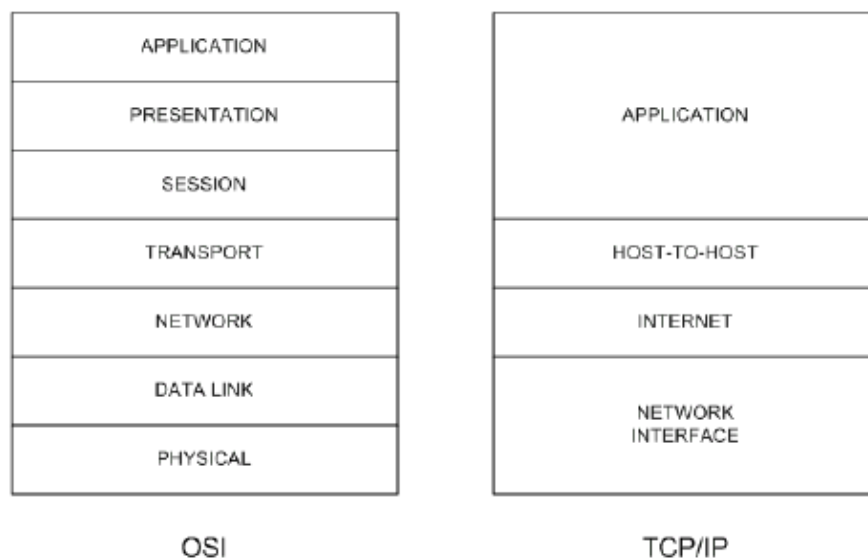 APPLICATION
PRESENTATION
SESSION
TRANSPORT
NETWORK
DATA LINK
PHYSICAL
OSI
APPLICATION
HOST-TO-HOST
INTERNET
NETWORK
INTERFACE
TCP/IP